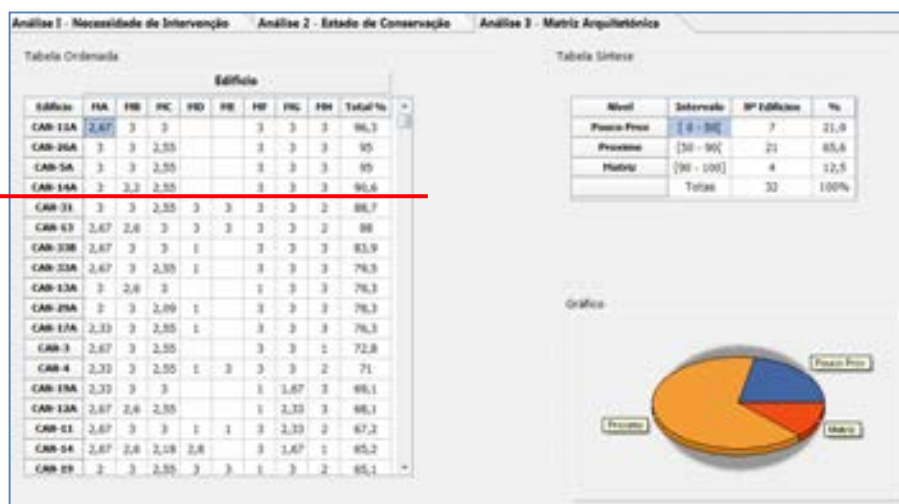 Análise I - Necessidade de Intervenção Análise 2 - Estado de Conservação Análise 3 - Matriz Arquitetónica
Tabela Ordenada
Edificio
Edificio MA MB MC MD ME MF MG MH Total %
CAN-11A 2,67 3 3 3 3 3 96,3
CAN-26A 3 3 2,55 3 3 3 95
CAN-5A 3 3 2,55 3 3 3 95
CAN-14A 3 2,2 2,55 3 3 3 90,6
CAN-31 3 3 2,55 3 3 3 3 2 88,7
CAN-63 2,67 2,6 3 3 3 3 3 2 88
CAN-33B 2,67 3 3 1 3 3 3 83,9
CAN-33A 2,67 3 2,55 1 3 3 3 79,5
CAN-13A 3 2,6 3 1 3 3 78,3
CAN-29A 2 3 2,09 1 3 3 3 78,3
CAN-17A 2,33 3 2,55 1 3 3 3 78,3
CAN-3 2,67 3 2,55 3 3 1 72,8
CAN-4 2,33 3 2,55 1 3 3 3 2 71
CAN-19A 2,33 3 3 1 1,67 3 69,1
CAN-12A 2,67 2,6 2,55 1 2,33 3 68,1
CAN-11 2,67 3 3 1 1 3 2,33 2 67,2
CAN-14 2,67 2,6 2,18 2,8 3 1,67 1 65,2
CAN-19 2 3 2,55 3 3 1 3 2 65,1
Tabela Síntese
Nível Intervalo Nº Edifícios %
Pouco Prox [ 0 - 50[ 7 21,9
Proximo [50 - 90[ 21 65,6
Matriz [90 - 100] 4 12,5
Totas 32 100%
Gráfico
Pouco Prox
Proximo
Matriz